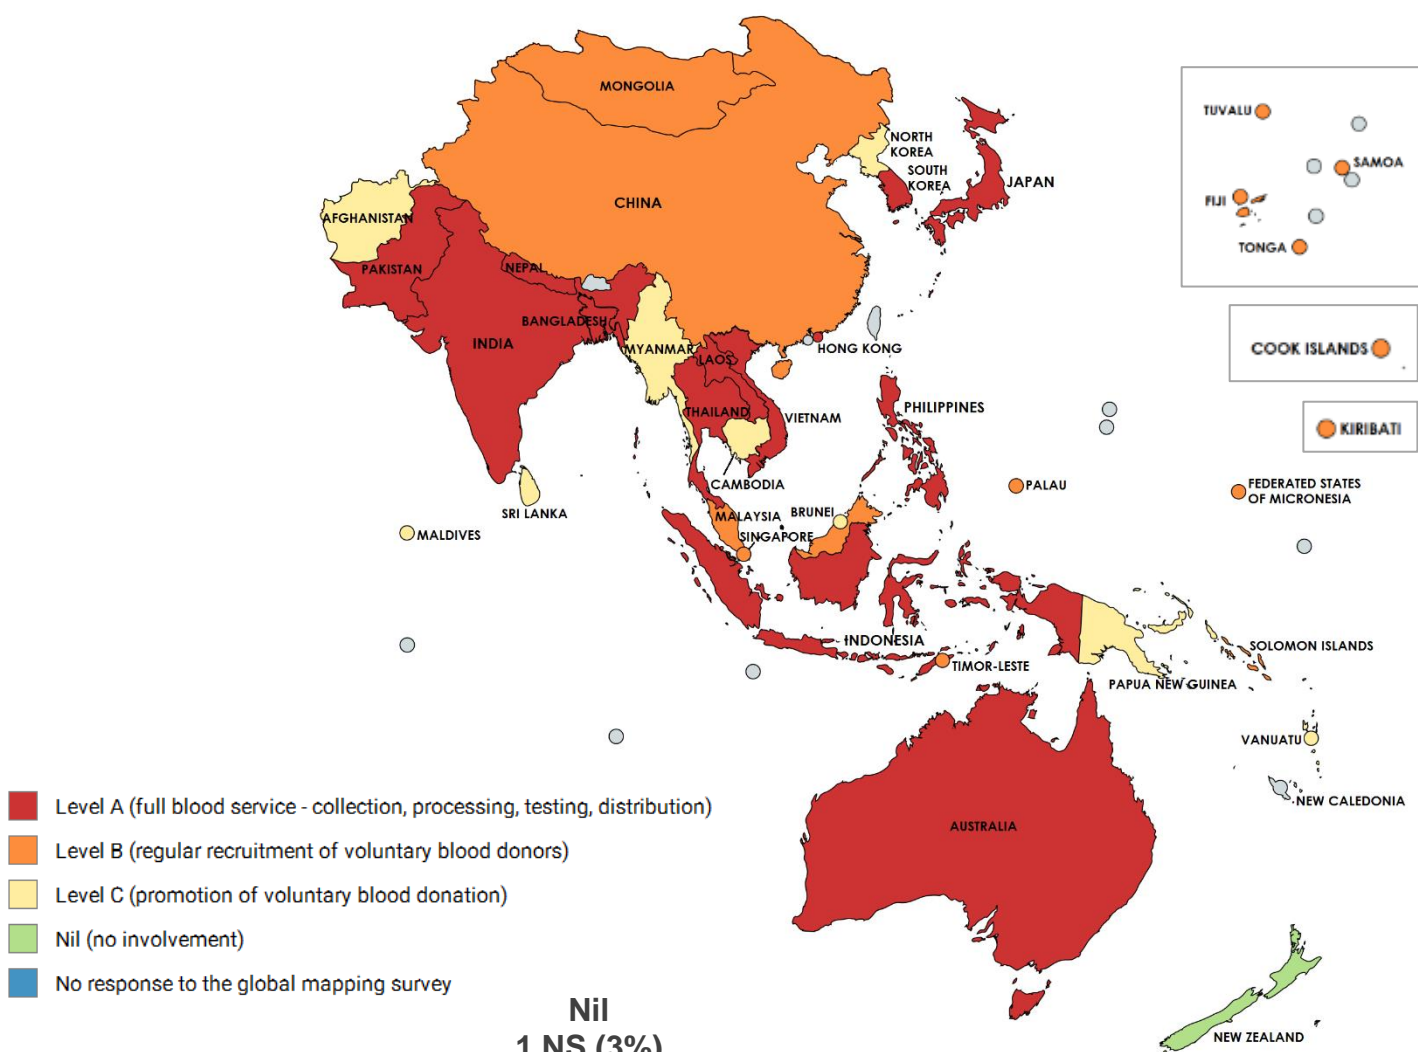 MONGOLIA
NORTH
KOREA
SOUTH
KOREA
JAPAN
CHINA
AFGHANISTAN
PAKISTAN
NEPAL
BANGLADESH
INDIA
MYANMAR
LAOS
HONG KONG
THAILAND
VIETNAM
PHILIPPINES
CAMBODIA
SRI LANKA
MALDIVES
MALAYSIA
BRUNEI
SINGAPORE
PALAU
FEDERATED STATES
OF MICRONESIA
INDONESIA
TIMOR-LESTE
PAPUA NEW GUINEA
SOLOMON ISLANDS
VANUATU
NEW CALEDONIA
AUSTRALIA
NEW ZEALAND
TUVALU
SAMOA
FIJI
TONGA
COOK ISLANDS
KIRIBATI
Level A (full blood service - collection, processing, testing, distribution)
Level B (regular recruitment of voluntary blood donors)
Level C (promotion of voluntary blood donation)
Nil (no involvement)
No response to the global mapping survey
Nil
1 NS (3%)